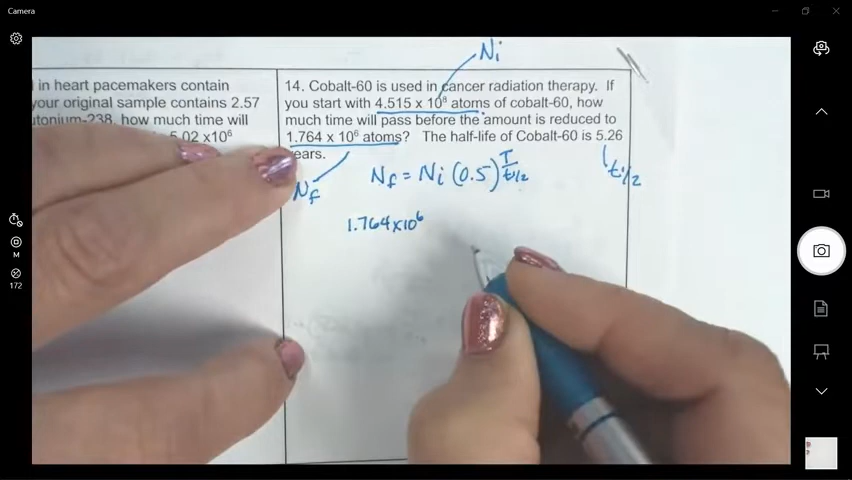 Camera
in heart pacemakers contain
your original sample contains 2.57
utonium-238, how much time will
5.02 x10⁶
ears.
14. Cobalt-60 is used in cancer radiation therapy. If
you start with 4.515 x 10⁸ atoms of cobalt-60, how
much time will pass before the amount is reduced to
1.764 x 10⁶ atoms? The half-life of Cobalt-60 is 5.26
ears.
Ni
Nf
t1/2
Nf = Ni (0.5)^(T/t1/2)
1.764x10⁶
M
172